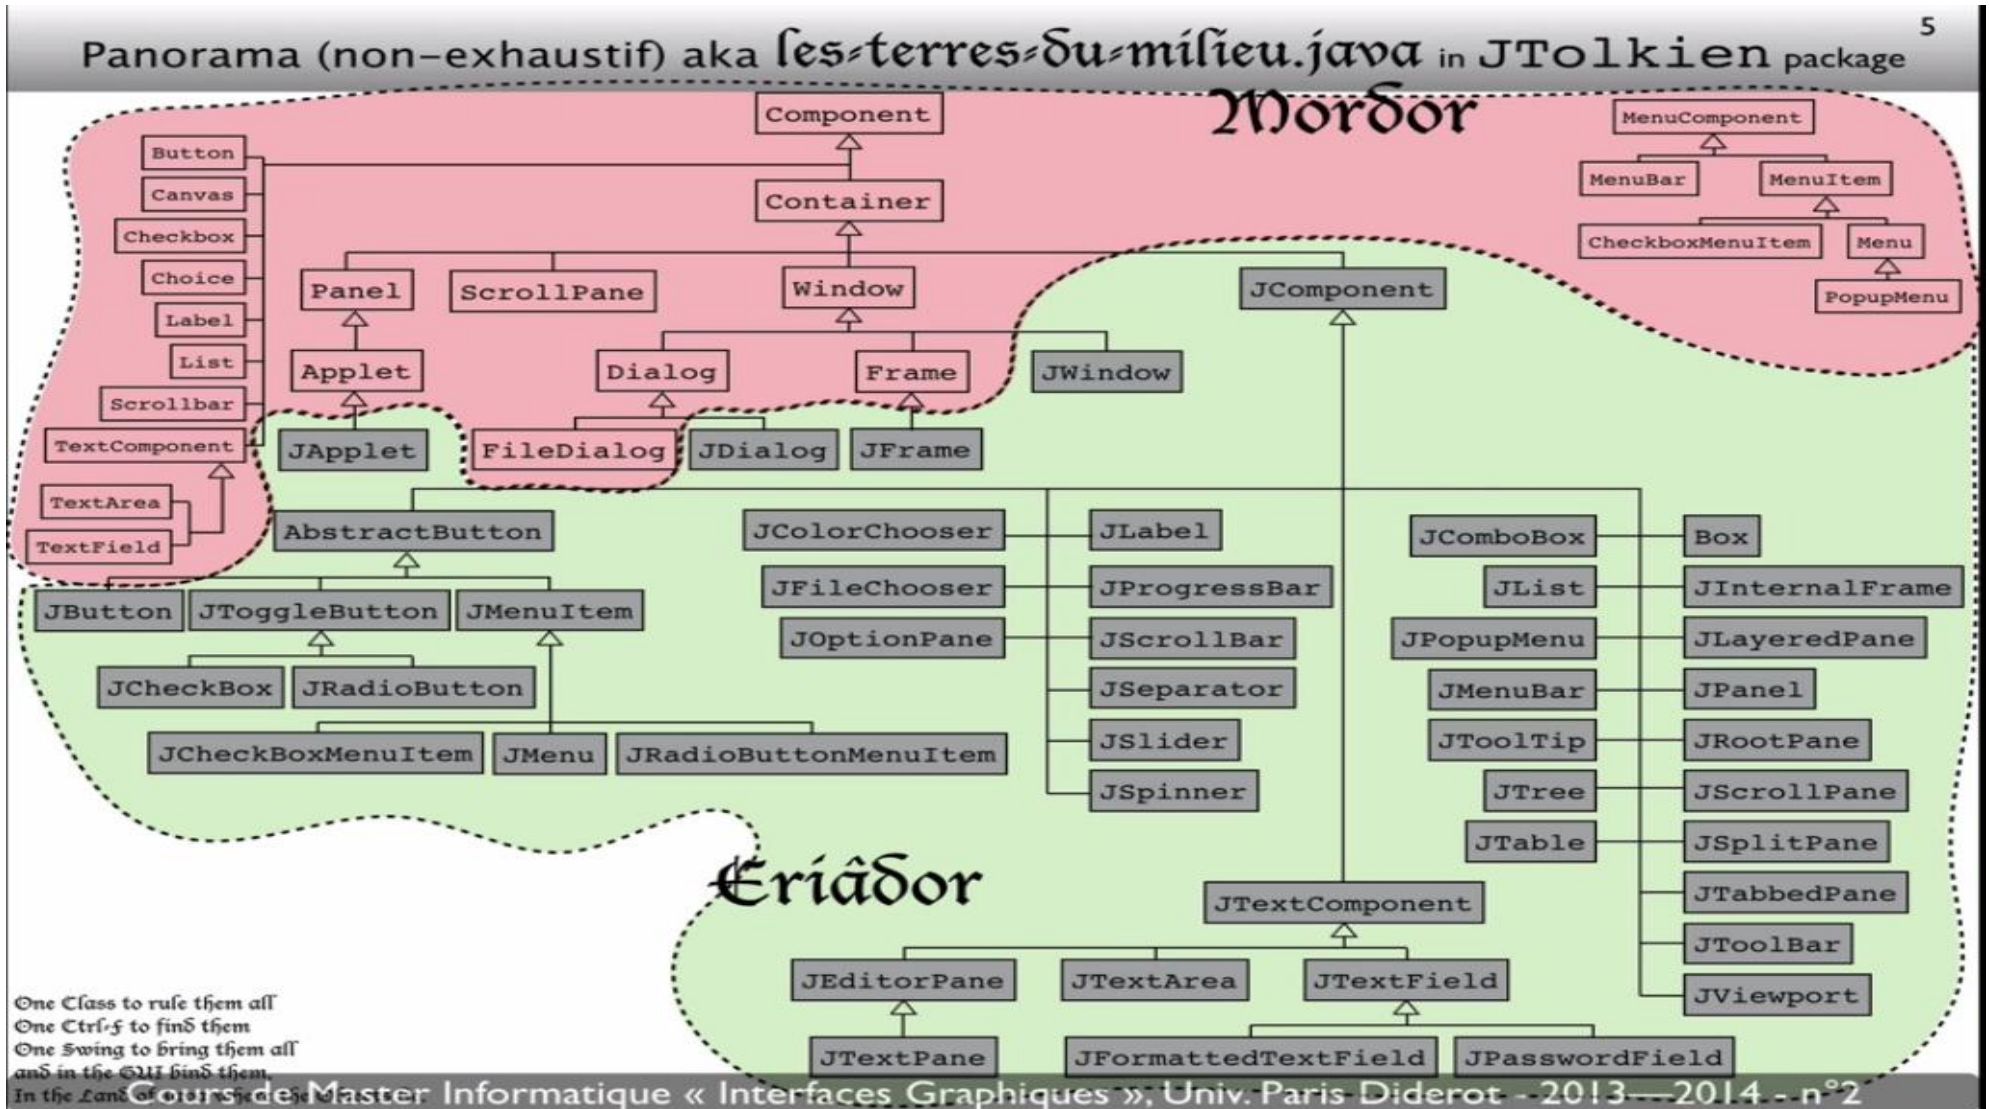 5
Panorama (non-exhaustif) aka les-terres-du-milieu.java in JTolkien package
Mordor
Component
MenuComponent
Button
MenuBar
MenuItem
Canvas
Container
Checkbox
CheckboxMenuItem
Menu
Choice
Panel
ScrollPane
Window
JComponent
PopupMenu
Label
List
Applet
Dialog
Frame
JWindow
Scrollbar
TextComponent
JApplet
FileDialog
JDialog
JFrame
TextArea
TextField
AbstractButton
JColorChooser
JLabel
JComboBox
Box
JFileChooser
JProgressBar
JList
JInternalFrame
JButton
JToggleButton
JMenuItem
JOptionPane
JScrollBar
JPopupMenu
JLayeredPane
JCheckBox
JRadioButton
JSeparator
JMenuBar
JPanel
JCheckBoxMenuItem
JMenu
JRadioButtonMenuItem
JSlider
JToolTip
JRootPane
JSpinner
JTree
JScrollPane
JTable
JSplitPane
Eriâdor
JTextComponent
JTabbedPane
JToolBar
JEditorPane
JTextArea
JTextField
JViewport
JTextPane
JFormattedTextField
JPasswordField
One Class to rule them all
One Ctrl-F to find them
One Swing to bring them all
and in the GUI bind them,
In the Land of
Cours de Master Informatique « Interfaces Graphiques », Univ. Paris Diderot - 2013—2014 - n°2